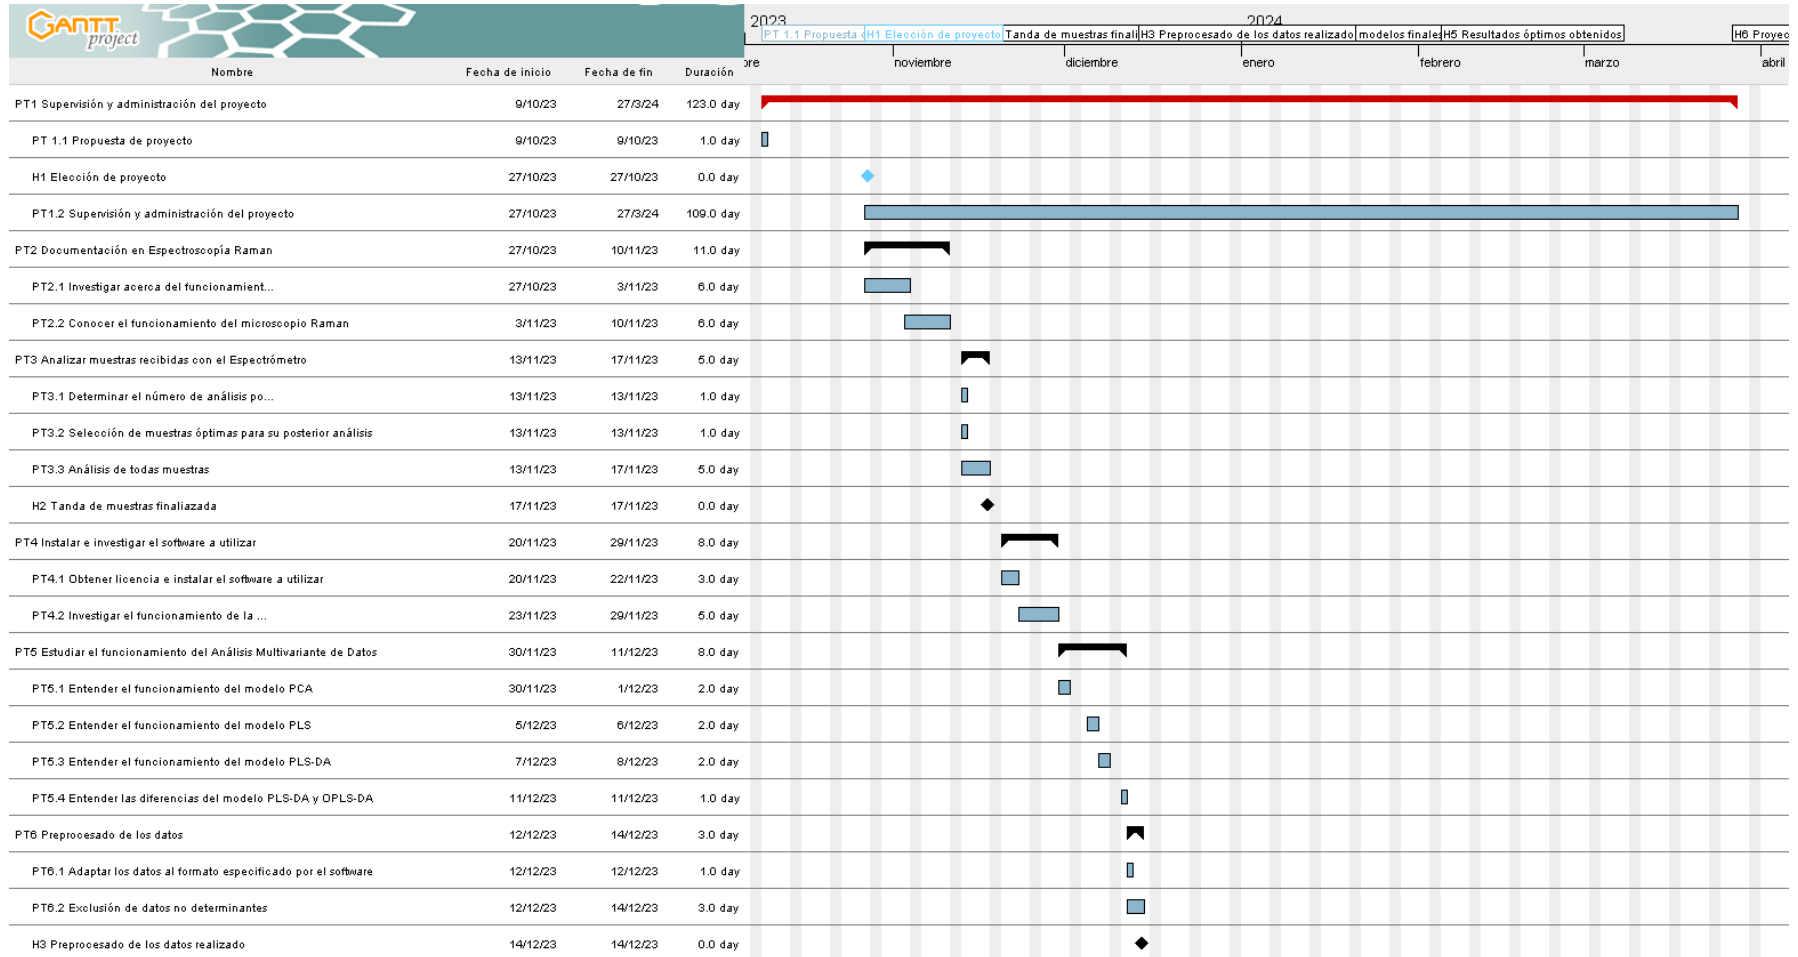 GANTT
project
2023
2024
PT 1.1 Propuesta
H1 Elección de proyecto
Tanda de muestras finali
H3 Preprocesado de los datos realizado
modelos finales
H5 Resultados óptimos obtenidos
H6 Proyec
bre
noviembre
diciembre
enero
febrero
marzo
abril
Nombre Fecha de inicio Fecha de fin Duración
PT1 Supervisión y administración del proyecto 9/10/23 27/3/24 123.0 day
PT 1.1 Propuesta de proyecto 9/10/23 9/10/23 1.0 day
H1 Elección de proyecto 27/10/23 27/10/23 0.0 day
PT1.2 Supervisión y administración del proyecto 27/10/23 27/3/24 109.0 day
PT2 Documentación en Espectroscopía Raman 27/10/23 10/11/23 11.0 day
PT2.1 Investigar acerca del funcionamient... 27/10/23 3/11/23 6.0 day
PT2.2 Conocer el funcionamiento del microscopio Raman 3/11/23 10/11/23 6.0 day
PT3 Analizar muestras recibidas con el Espectrómetro 13/11/23 17/11/23 5.0 day
PT3.1 Determinar el número de análisis po... 13/11/23 13/11/23 1.0 day
PT3.2 Selección de muestras óptimas para su posterior análisis 13/11/23 13/11/23 1.0 day
PT3.3 Análisis de todas muestras 13/11/23 17/11/23 5.0 day
H2 Tanda de muestras finaliazada 17/11/23 17/11/23 0.0 day
PT4 Instalar e investigar el software a utilizar 20/11/23 29/11/23 8.0 day
PT4.1 Obtener licencia e instalar el software a utilizar 20/11/23 22/11/23 3.0 day
PT4.2 Investigar el funcionamiento de la ... 23/11/23 29/11/23 5.0 day
PT5 Estudiar el funcionamiento del Análisis Multivariante de Datos 30/11/23 11/12/23 8.0 day
PT5.1 Entender el funcionamiento del modelo PCA 30/11/23 1/12/23 2.0 day
PT5.2 Entender el funcionamiento del modelo PLS 5/12/23 6/12/23 2.0 day
PT5.3 Entender el funcionamiento del modelo PLS-DA 7/12/23 8/12/23 2.0 day
PT5.4 Entender las diferencias del modelo PLS-DA y OPLS-DA 11/12/23 11/12/23 1.0 day
PT6 Preprocesado de los datos 12/12/23 14/12/23 3.0 day
PT6.1 Adaptar los datos al formato especificado por el software 12/12/23 12/12/23 1.0 day
PT6.2 Exclusión de datos no determinantes 12/12/23 14/12/23 3.0 day
H3 Preprocesado de los datos realizado 14/12/23 14/12/23 0.0 day